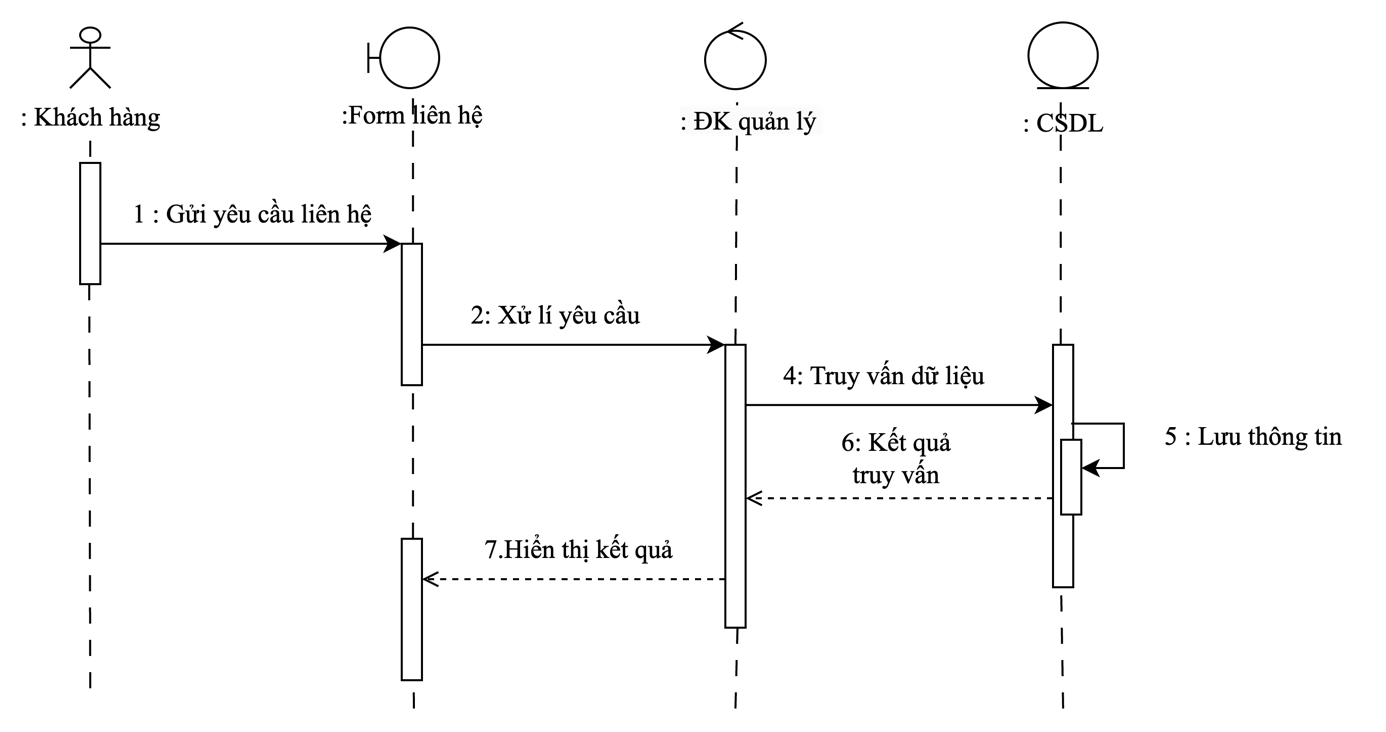 : Khách hàng
:Form liên hệ
: ĐK quản lý
: CSDL
1 : Gửi yêu cầu liên hệ
2: Xử lí yêu cầu
4: Truy vấn dữ liệu
5 : Lưu thông tin
6: Kết quả
truy vấn
7.Hiển thị kết quả